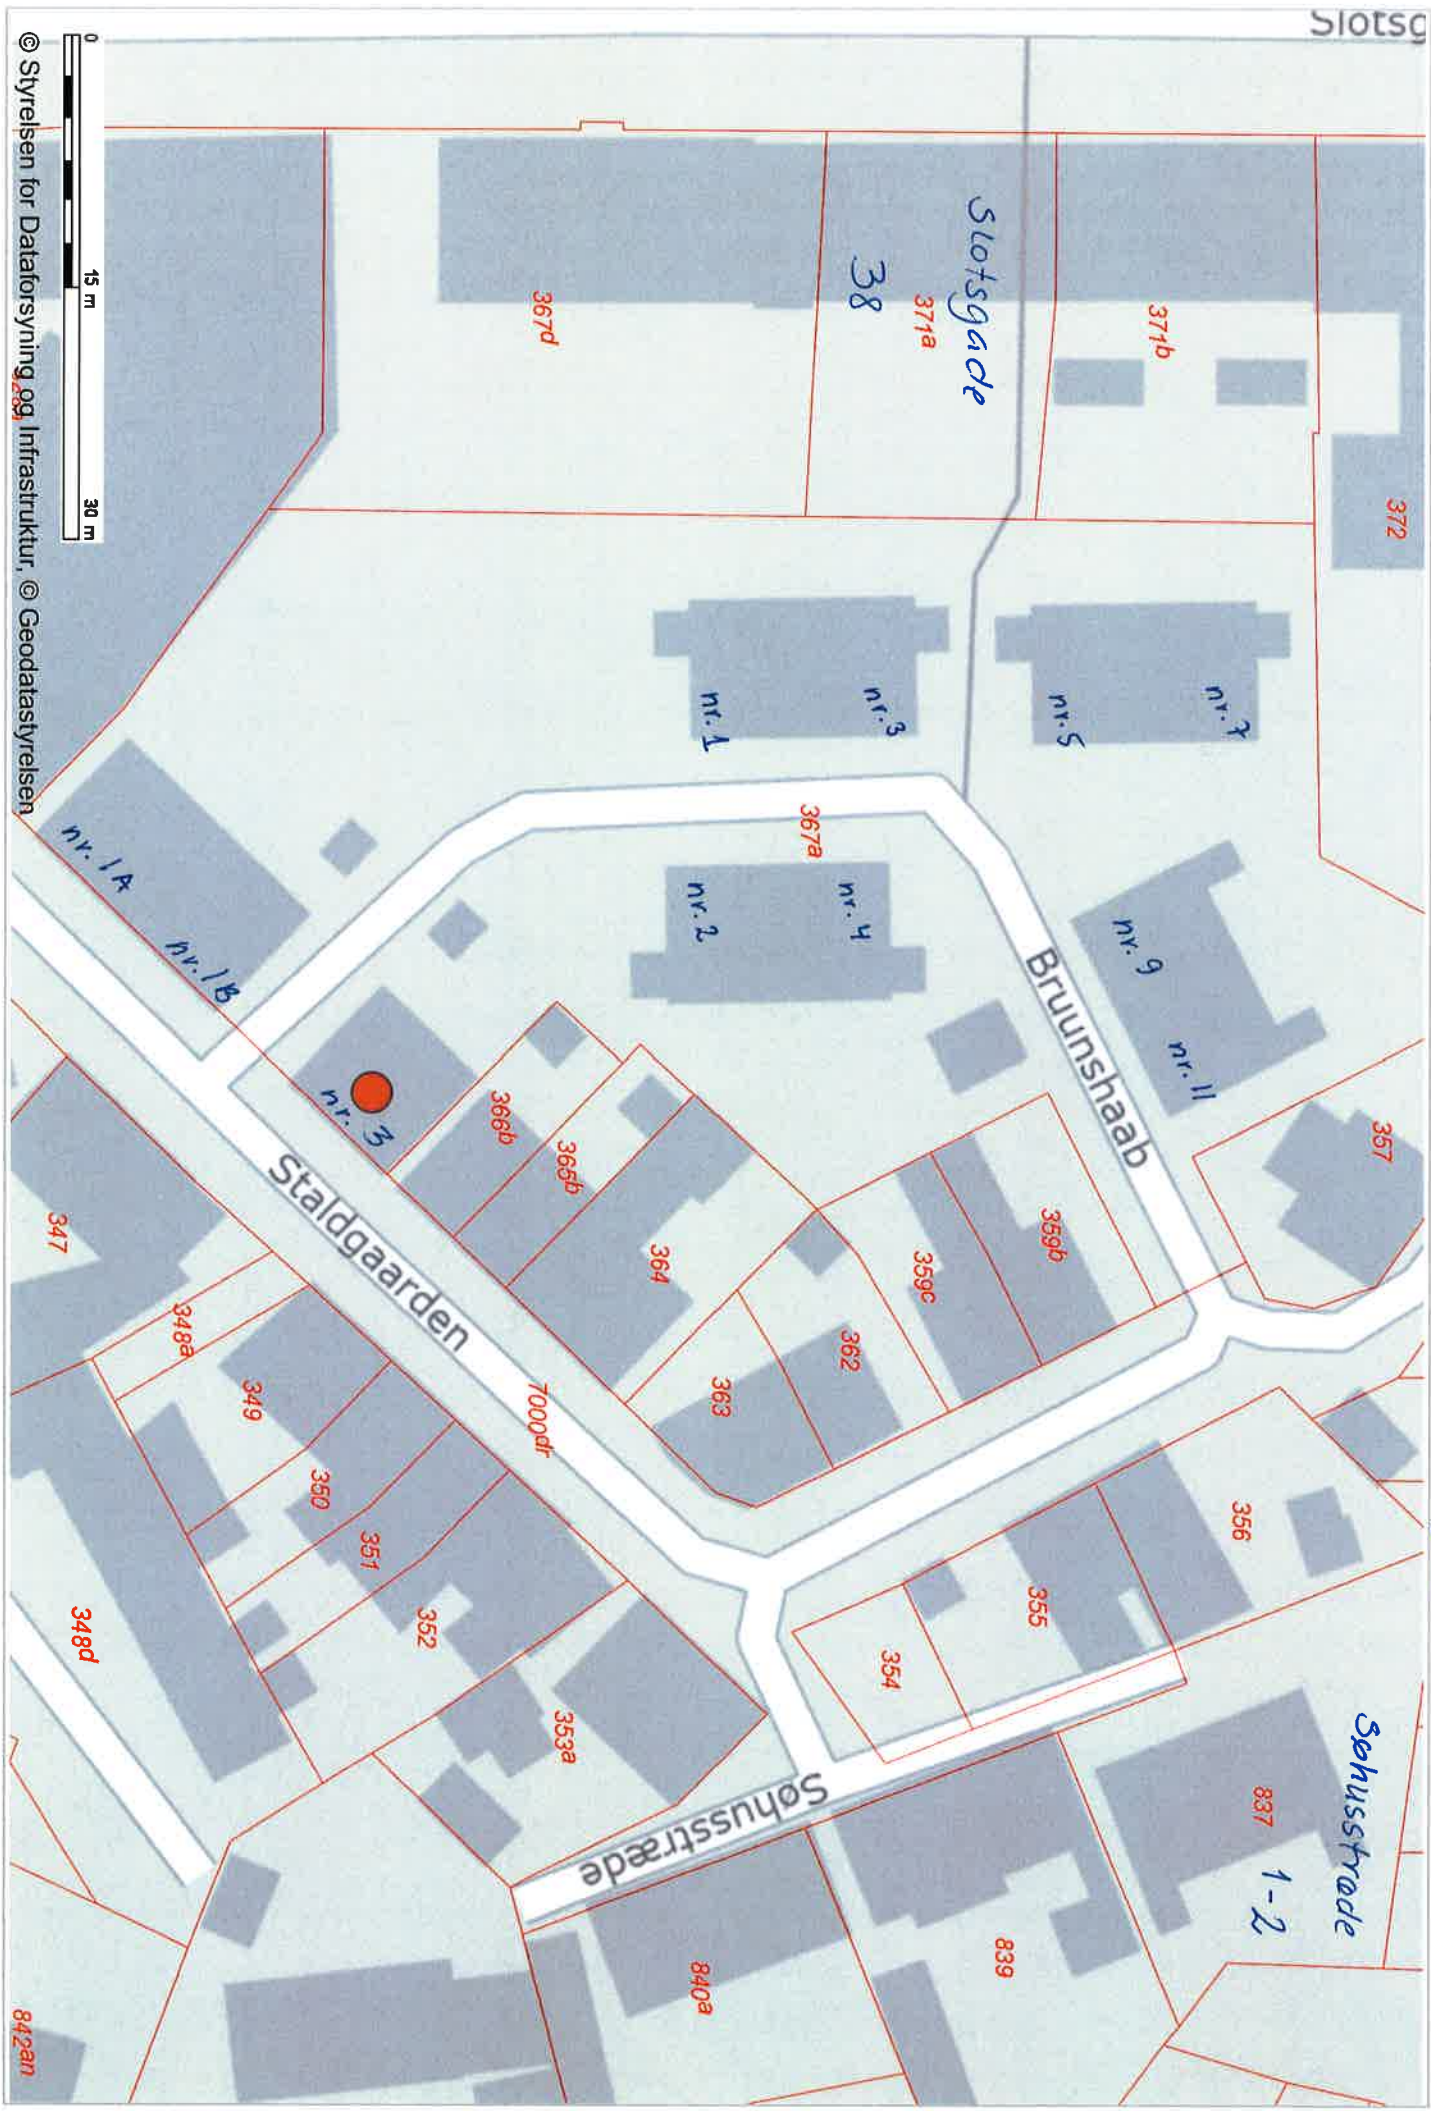 Slotsg
Slotsgade
38
371a
371b
372
367d
nr. 1
nr. 3
nr. 5
nr. 7
367a
nr. 2
nr. 4
nr. 9
nr. 11
Bruunshaab
nr. 1A
nr. 1B
nr. 3
366b
365b
364
359c
359b
357
362
363
Staldgaarden
7000dr
347
348a
349
350
351
352
353a
348d
354
355
356
Søhusstræde
Søhusstræde
1-2
837
839
840a
842an
0
15 m
30 m
© Styrelsen for Dataforsyning og Infrastruktur, © Geodatastyrelsen